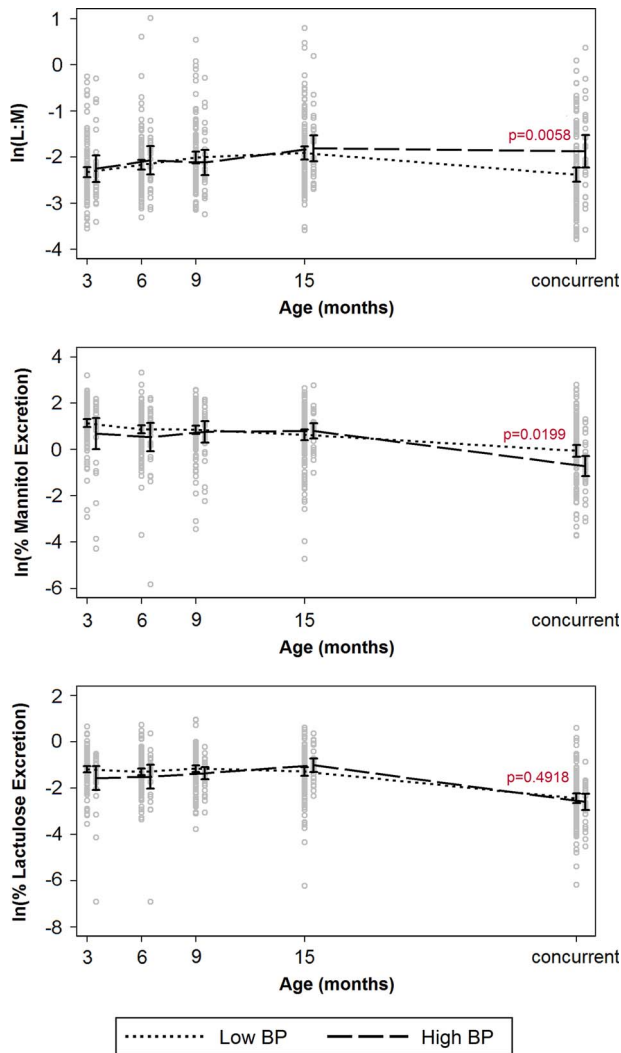 1
0
-1
-2
-3
-4
ln(L:M)
p=0.0058
3 6 9 15 concurrent
Age (months)
4
2
0
-2
-4
-6
ln(% Mannitol Excretion)
p=0.0199
3 6 9 15 concurrent
Age (months)
2
0
-2
-4
-6
-8
ln(% Lactulose Excretion)
p=0.4918
3 6 9 15 concurrent
Age (months)
Low BP High BP